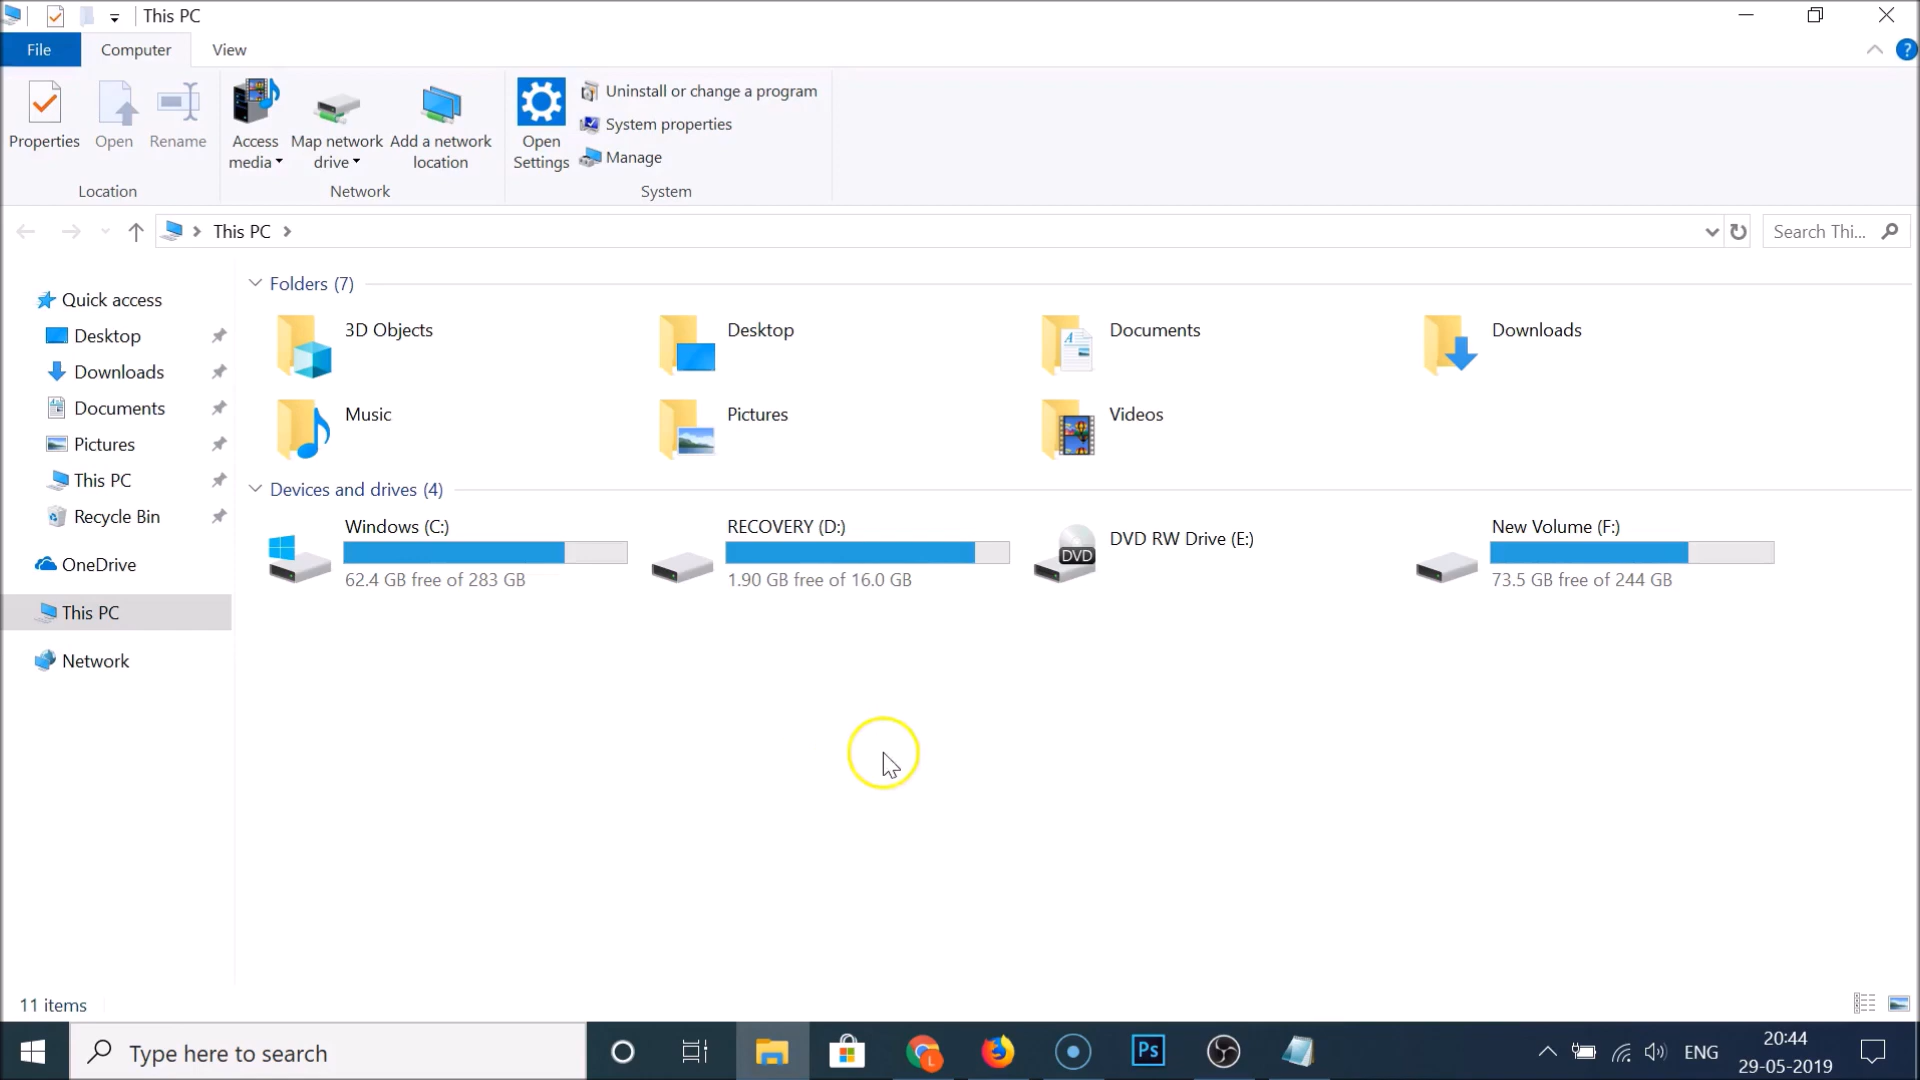 This PC
File
Computer
View
?
Properties
Open
Rename
Access
media
Map network
drive
Add a network
location
Open
Settings
Uninstall or change a program
System properties
Manage
Location
Network
System
This PC
Search Thi...
Quick access
Desktop
Downloads
Documents
Pictures
This PC
Recycle Bin
OneDrive
This PC
Network
Folders (7)
3D Objects
Desktop
Documents
Downloads
Music
Pictures
Videos
Devices and drives (4)
Windows (C:)
62.4 GB free of 283 GB
RECOVERY (D:)
1.90 GB free of 16.0 GB
DVD
DVD RW Drive (E:)
New Volume (F:)
73.5 GB free of 244 GB
11 items
Type here to search
L
Ps
ENG
20:44
29-05-2019